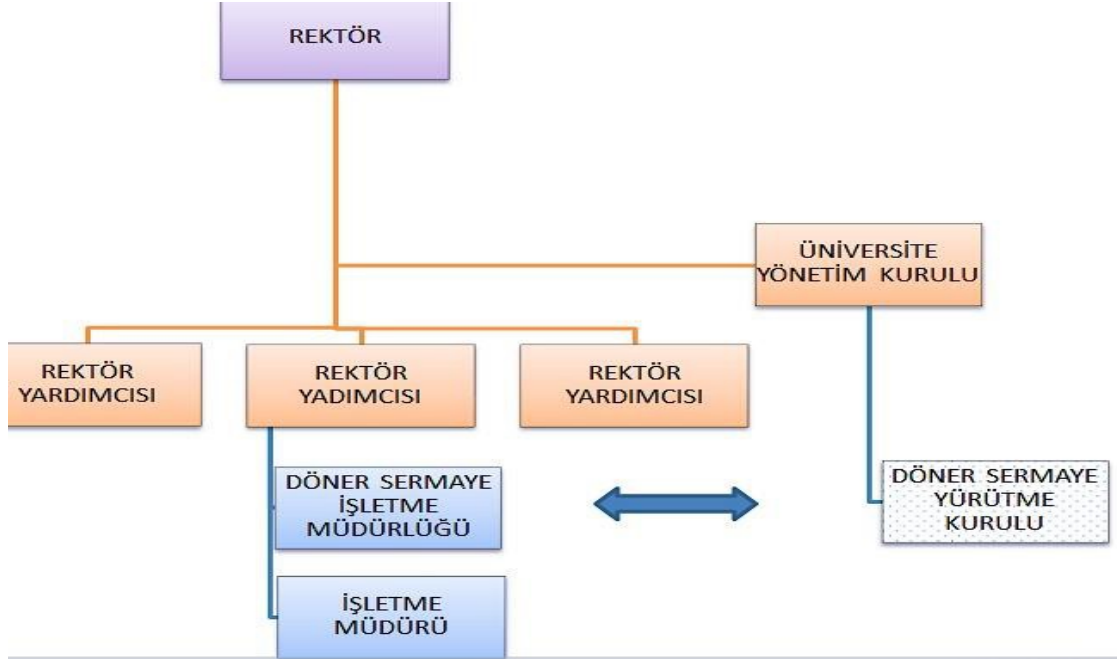 REKTÖR
ÜNİVERSİTE
YÖNETİM KURULU
REKTÖR
YARDIMCISI
REKTÖR
YADIMCISI
REKTÖR
YARDIMCISI
DÖNER SERMAYE
İŞLETME
MÜDÜRLÜĞÜ
DÖNER SERMAYE
YÜRÜTME
KURULU
İŞLETME
MÜDÜRÜ